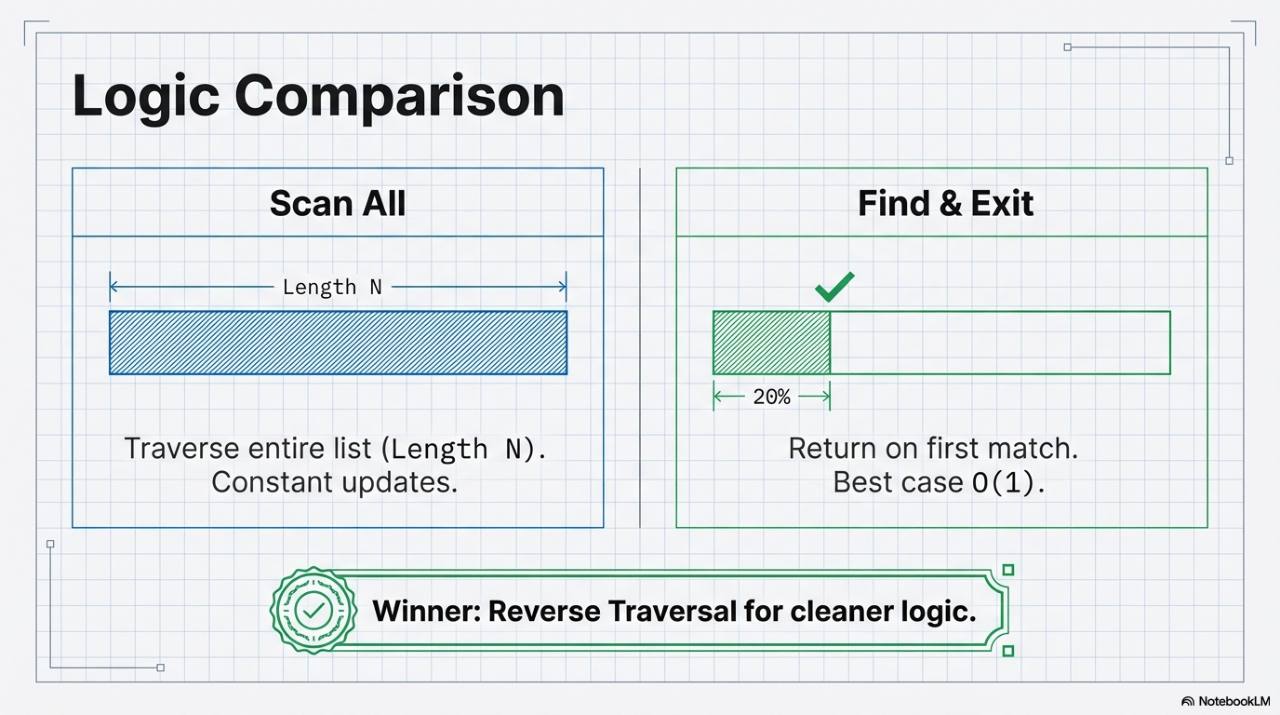 Logic Comparison
Scan All
Length N
Traverse entire list (Length N).
Constant updates.
Find & Exit
20%
Return on first match.
Best case O(1).
Winner: Reverse Traversal for cleaner logic.
NotebookLM